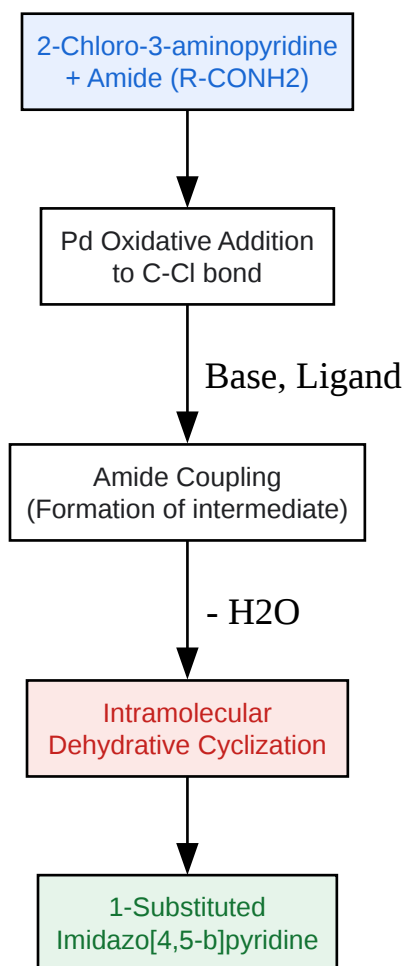 2-Chloro-3-aminopyridine
+ Amide (R-CONH2)
Pd Oxidative Addition
to C-Cl bond
Base, Ligand
Amide Coupling
(Formation of intermediate)
- H2O
Intramolecular
Dehydrative Cyclization
1-Substituted
Imidazo[4,5-b]pyridine